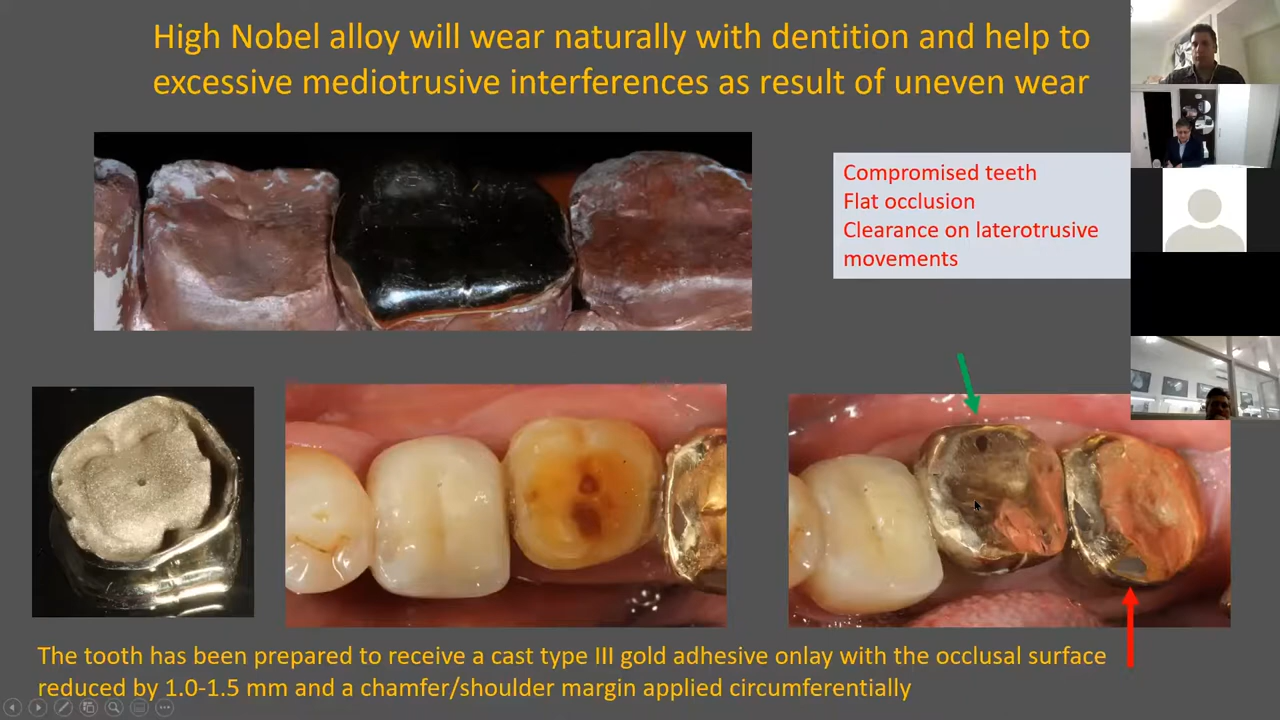 High Nobel alloy will wear naturally with dentition and help to
excessive mediotrusive interferences as result of uneven wear
Compromised teeth
Flat occlusion
Clearance on laterotrusive
movements
The tooth has been prepared to receive a cast type III gold adhesive onlay with the occlusal surface
reduced by 1.0-1.5 mm and a chamfer/shoulder margin applied circumferentially